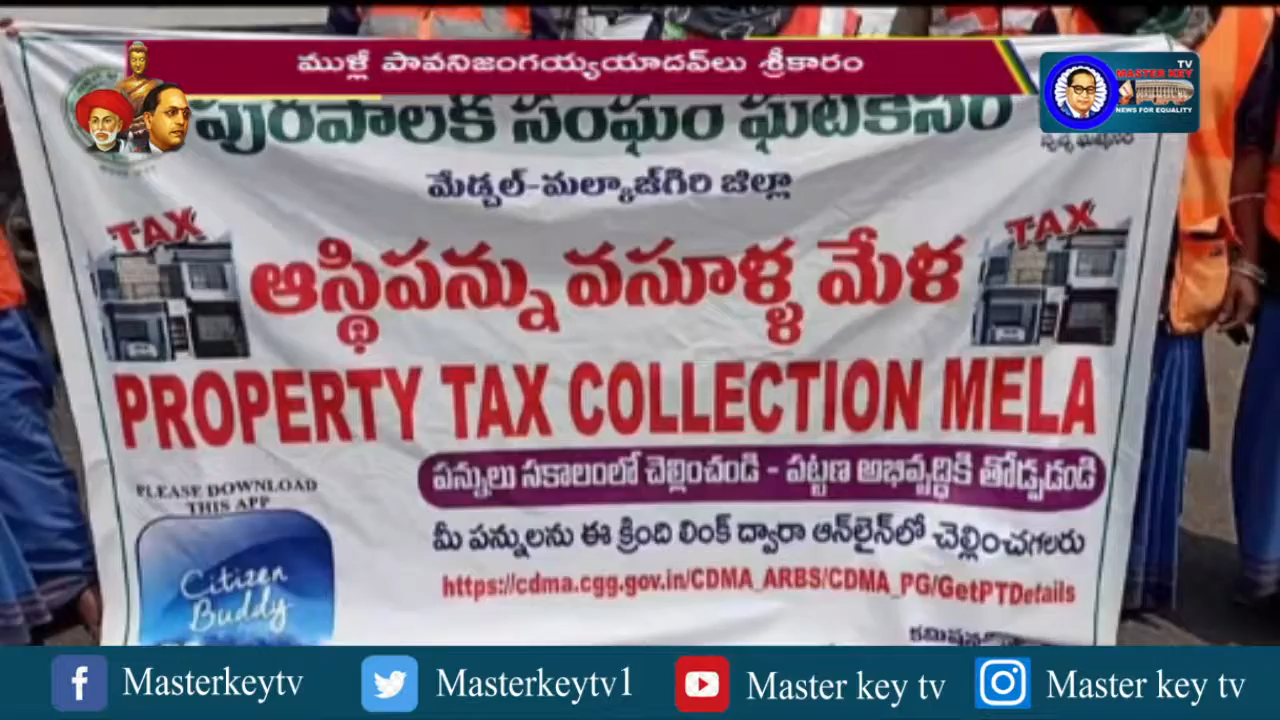 ముళ్లే పావనిజంగయ్యయాదవ్‌లు శ్రీకారం
TV
MASTER KEY
NEWS FOR EQUALITY
పురపాలక సంఘం ఘటకేసర్
మేడ్చల్-మల్కాజ్‌గిరి జిల్లా
TAX
TAX
ఆస్థిపన్ను వసూళ్ళ మేళ
PROPERTY TAX COLLECTION MELA
పన్నులు సకాలంలో చెల్లించండి - పట్టణ అభివృద్ధికి తోడ్పడండి
PLEASE DOWNLOAD
THIS APP
మీ పన్నులను ఈ క్రింది లింక్ ద్వారా ఆన్‌లైన్‌లో చెల్లించగలరు
Citizen
Buddy
https://cdma.cgg.gov.in/CDMA_ARBS/CDMA_PG/GetPTDetails
Masterkeytv
Masterkeytv1
Master key tv
Master key tv